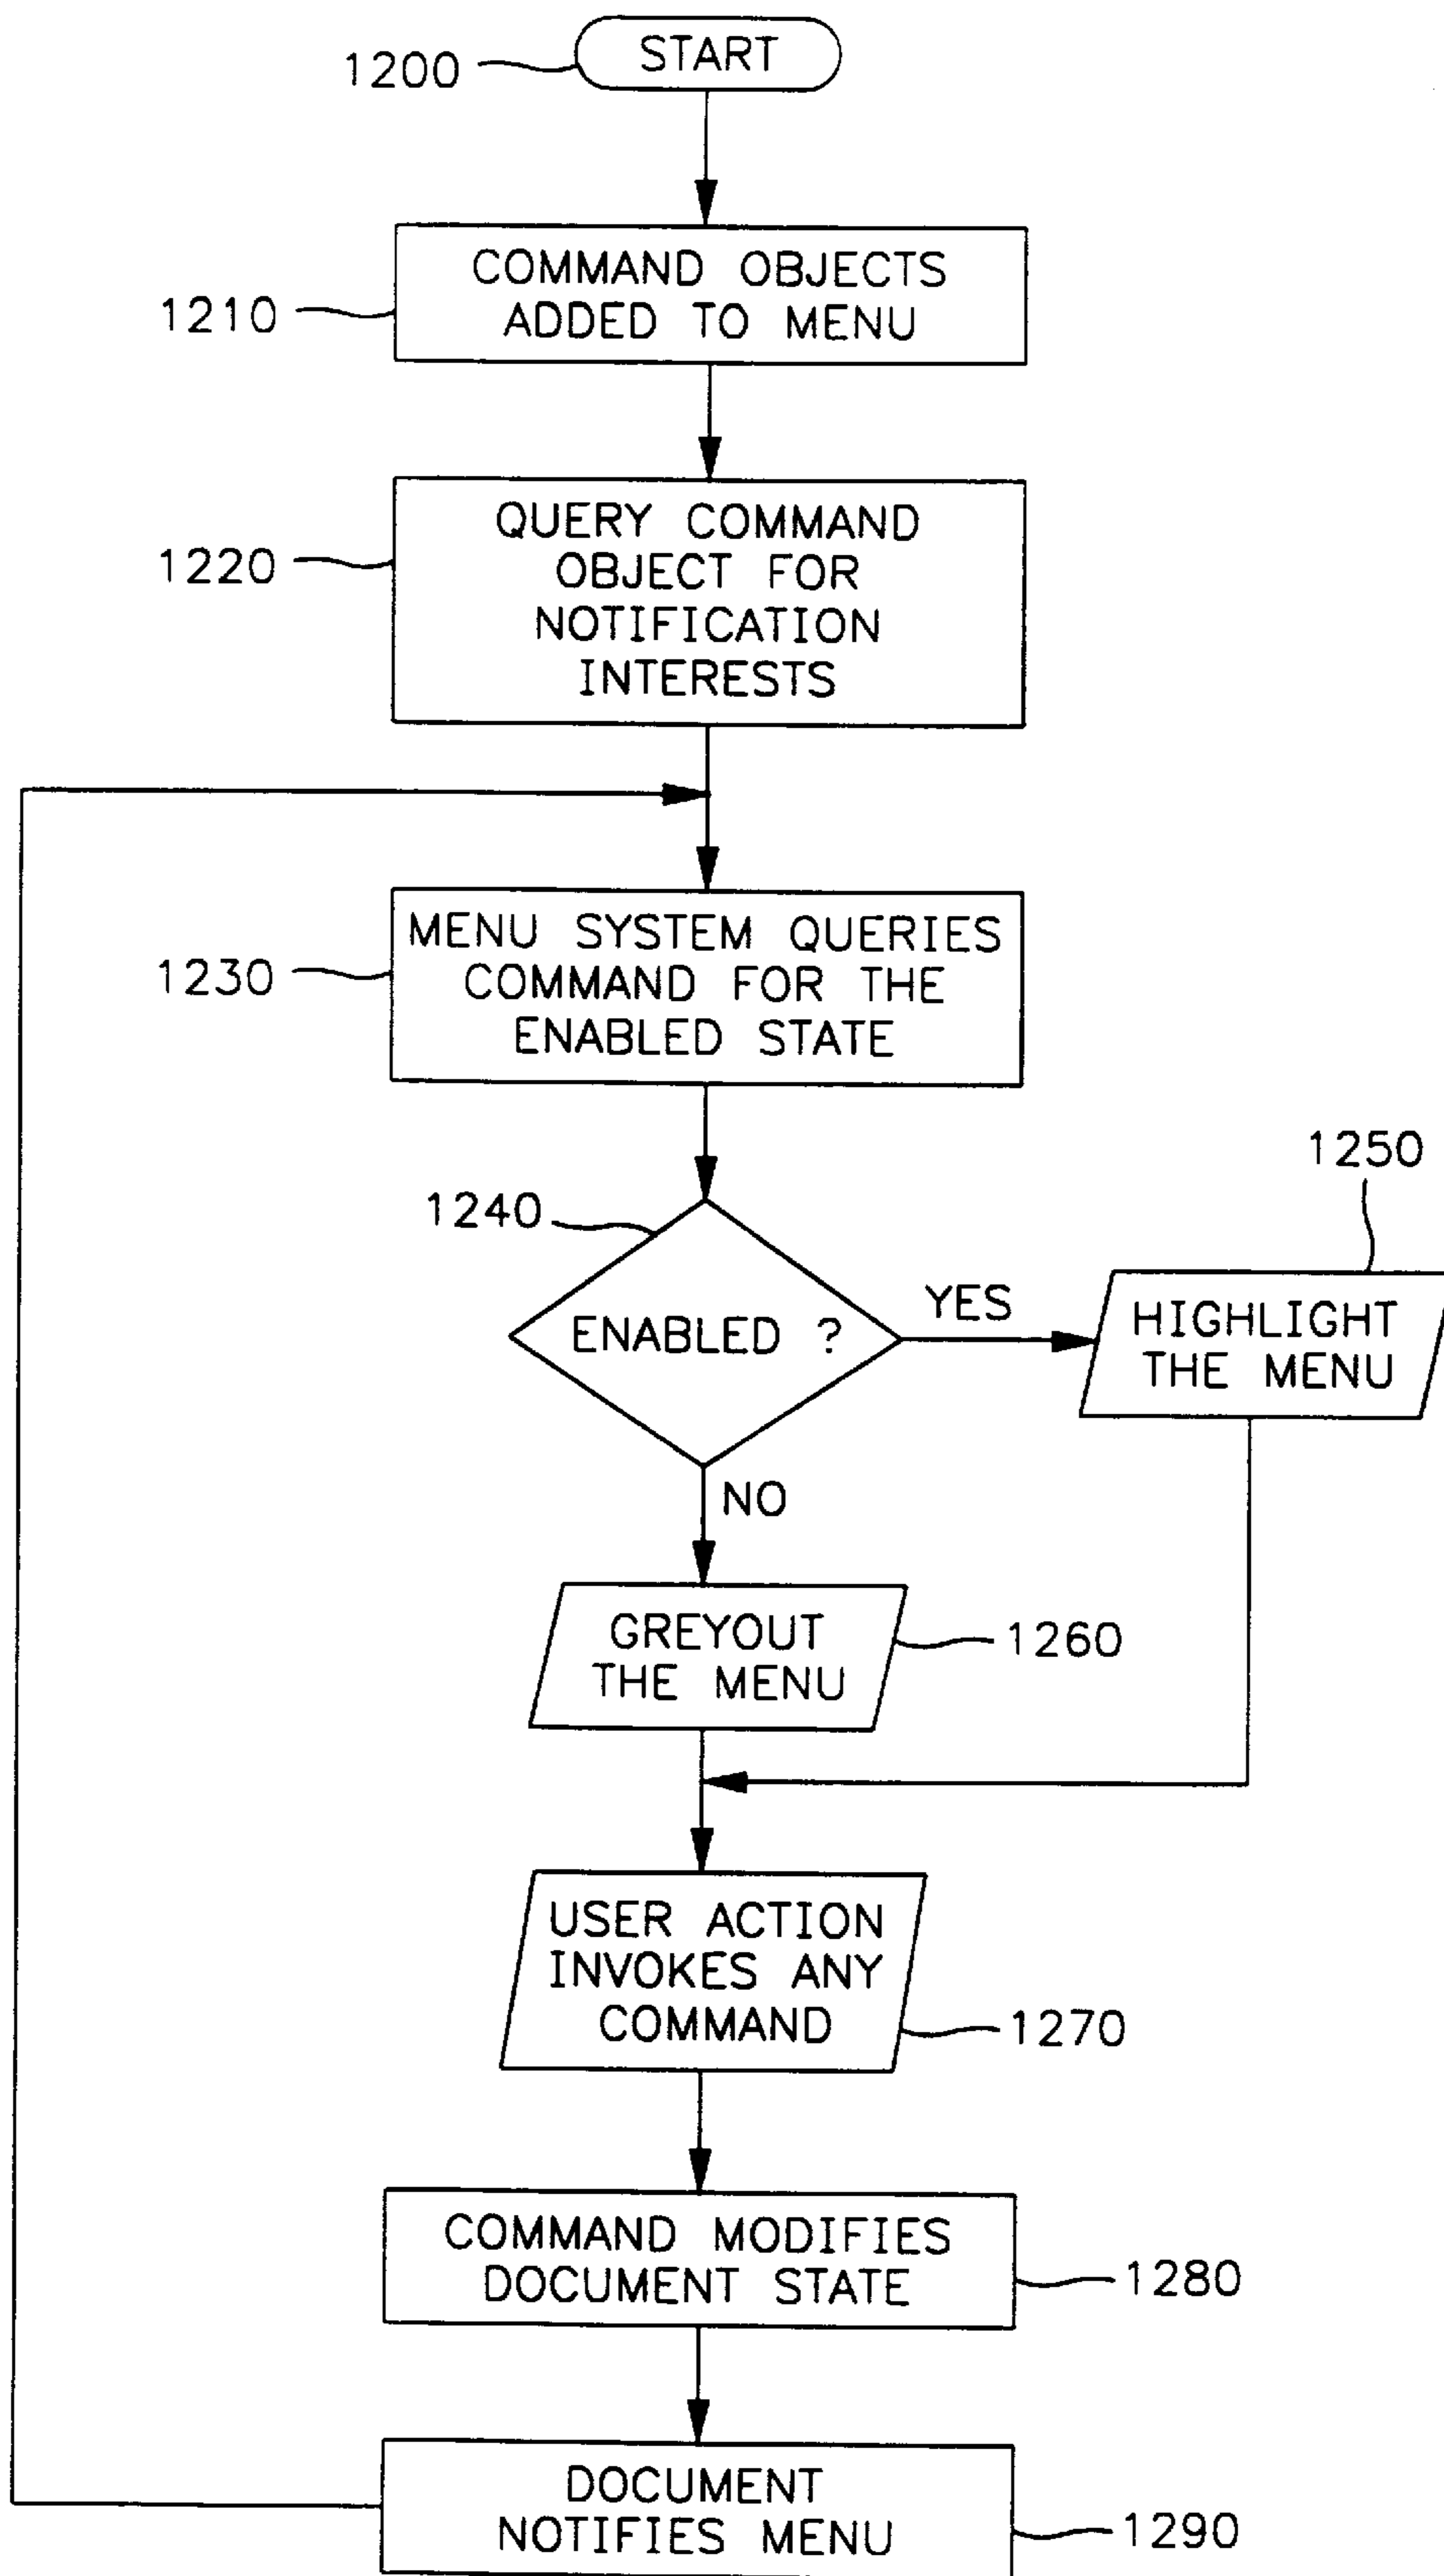 START
1200
COMMAND OBJECTS
ADDED TO MENU
1210
QUERY COMMAND
OBJECT FOR
NOTIFICATION
INTERESTS
1220
MENU SYSTEM QUERIES
COMMAND FOR THE
ENABLED STATE
1230
1240
ENABLED ?
YES
1250
HIGHLIGHT
THE MENU
NO
GREYOUT
THE MENU
1260
USER ACTION
INVOKES ANY
COMMAND
1270
COMMAND MODIFIES
DOCUMENT STATE
1280
DOCUMENT
NOTIFIES MENU
1290